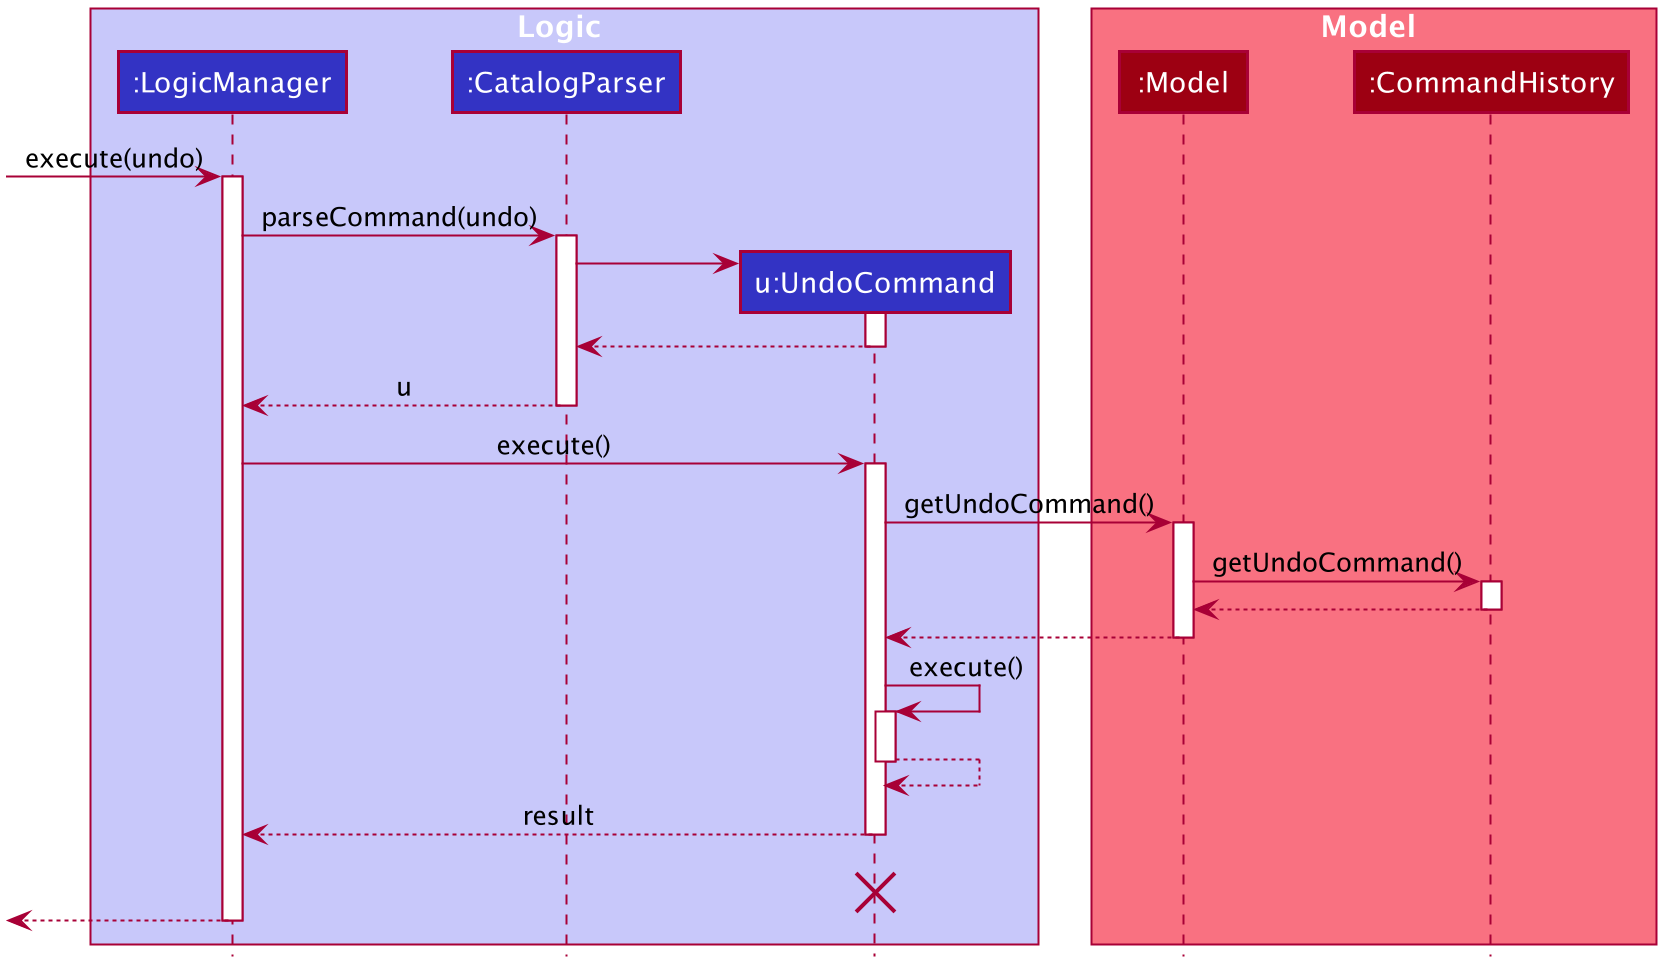 Logic
Model
:LogicManager
:CatalogParser
:Model
:CommandHistory
execute(undo)
parseCommand(undo)
u:UndoCommand
u
execute()
getUndoCommand()
getUndoCommand()
execute()
result